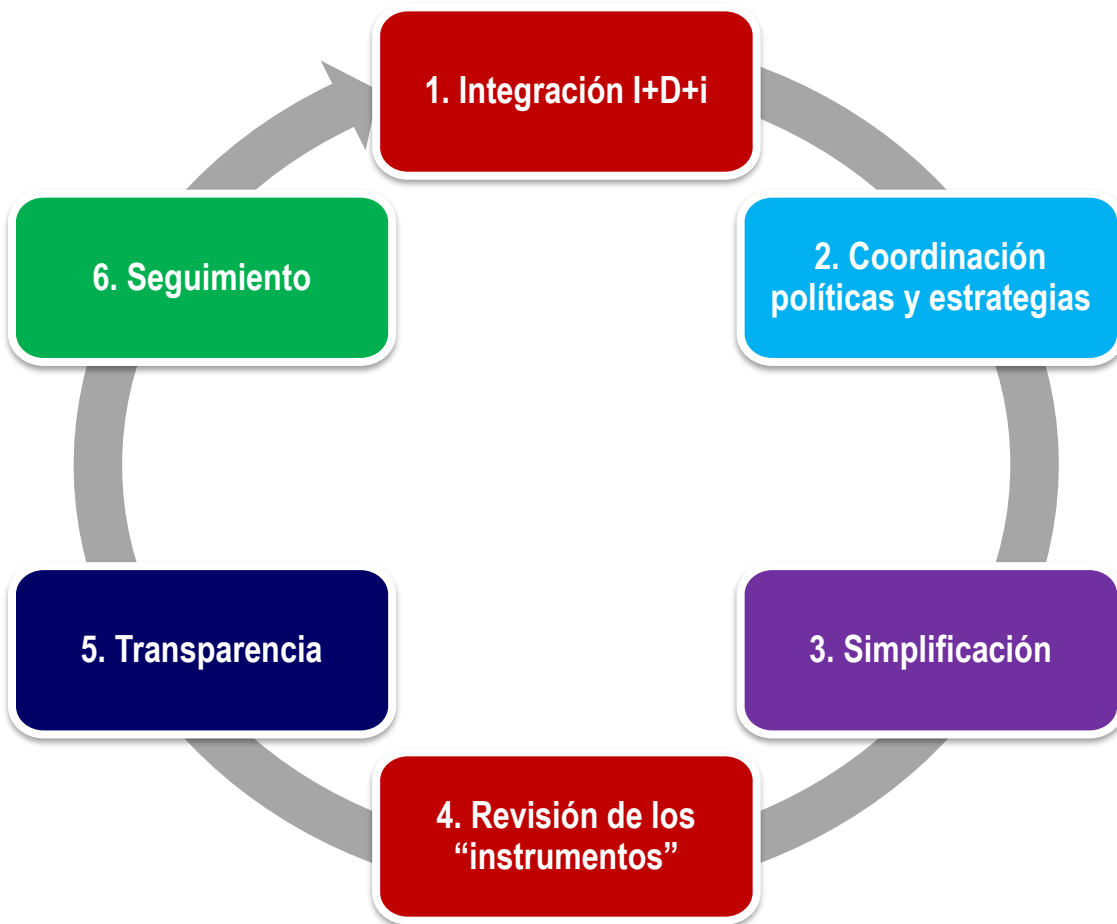 1. Integración I+D+i
2. Coordinación
políticas y estrategias
3. Simplificación
4. Revisión de los
“instrumentos”
5. Transparencia
6. Seguimiento